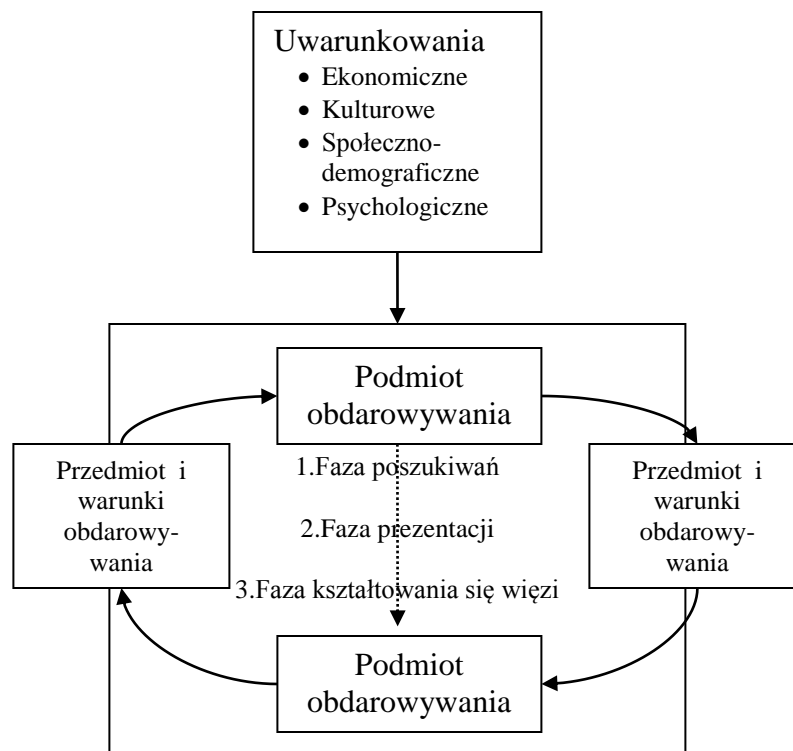 Uwarunkowania
• Ekonomiczne
• Kulturowe
• Społeczno-
demograficzne
• Psychologiczne
Podmiot
obdarowywania
Przedmiot i
warunki
obdarowy-
wania
1.Faza poszukiwań
2.Faza prezentacji
3.Faza kształtowania się więzi
Przedmiot i
warunki
obdarowy-
wania
Podmiot
obdarowywania